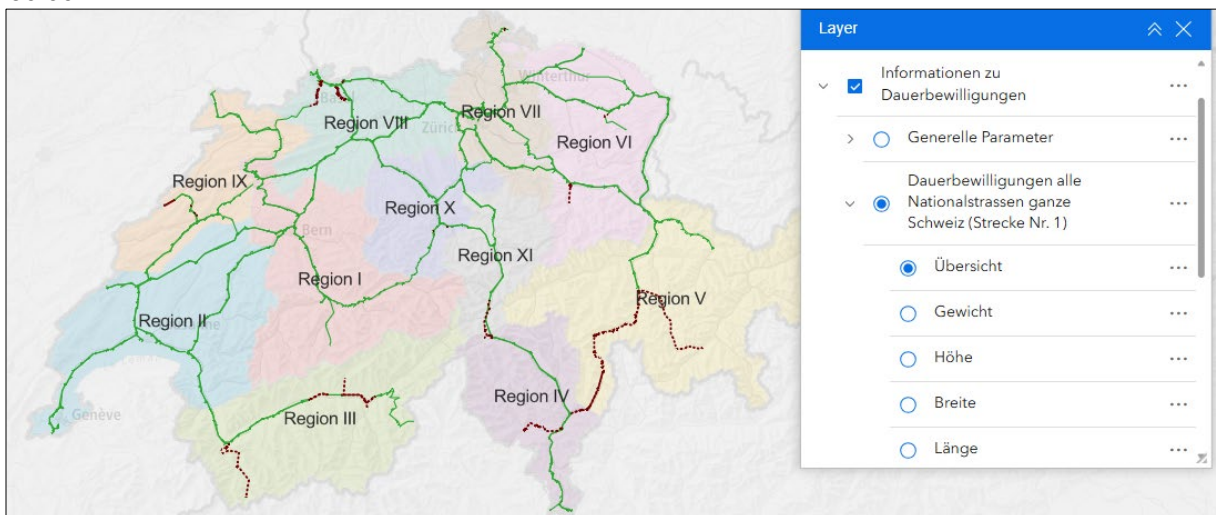 Layer
Informationen zu
Dauerbewilligungen
Generelle Parameter
Dauerbewilligungen alle
Nationalstrassen ganze
Schweiz (Strecke Nr. 1)
Übersicht
Gewicht
Höhe
Breite
Länge
Winterthur
Basel
Region VII
Region VIII
Zürich
Region VI
Region IX
Region X
Bern
Region XI
Region I
Region V
Region II
Region IV
Genève
Region III